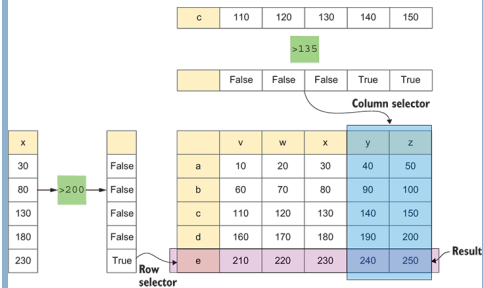 c 110 120 130 140 150
>135
False False False True True
Column selector
x v w x y z
30 False a 10 20 30 40 50
80 >200 False b 60 70 80 90 100
130 False c 110 120 130 140 150
180 False d 160 170 180 190 200
230 True e 210 220 230 240 250 Result
Row
selector